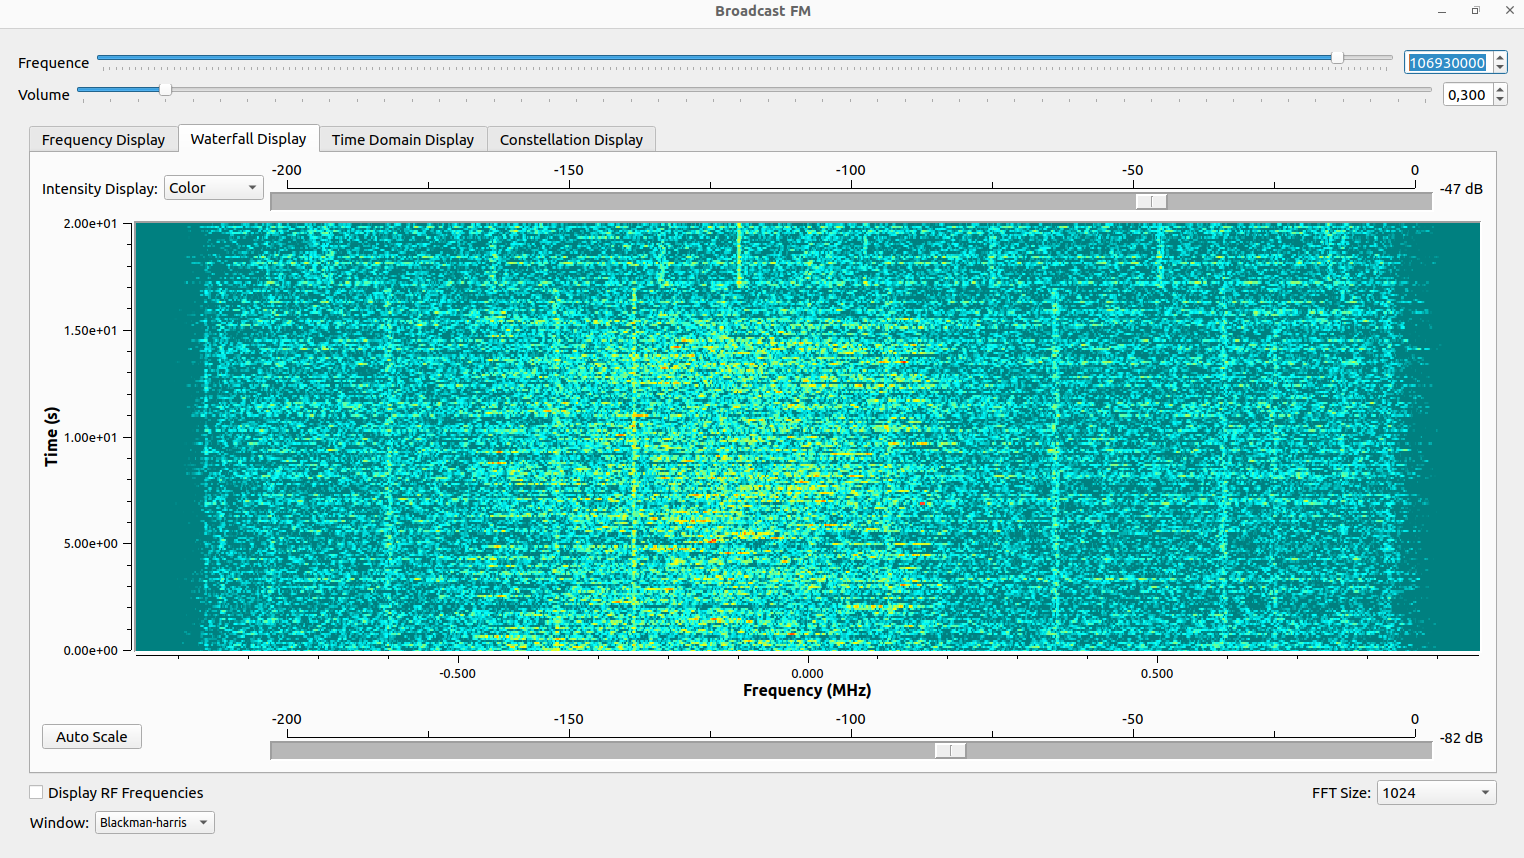 Broadcast FM
Frequence 106930000
Volume 0,300
Frequency Display Waterfall Display Time Domain Display Constellation Display
-200 -150 -100 -50 0
Intensity Display: Color -47 dB
2.00e+01
1.50e+01
1.00e+01
5.00e+00
0.00e+00
Time (s)
-0.500 0.000 0.500
Frequency (MHz)
-200 -150 -100 -50 0
Auto Scale -82 dB
Display RF Frequencies FFT Size: 1024
Window: Blackman-harris